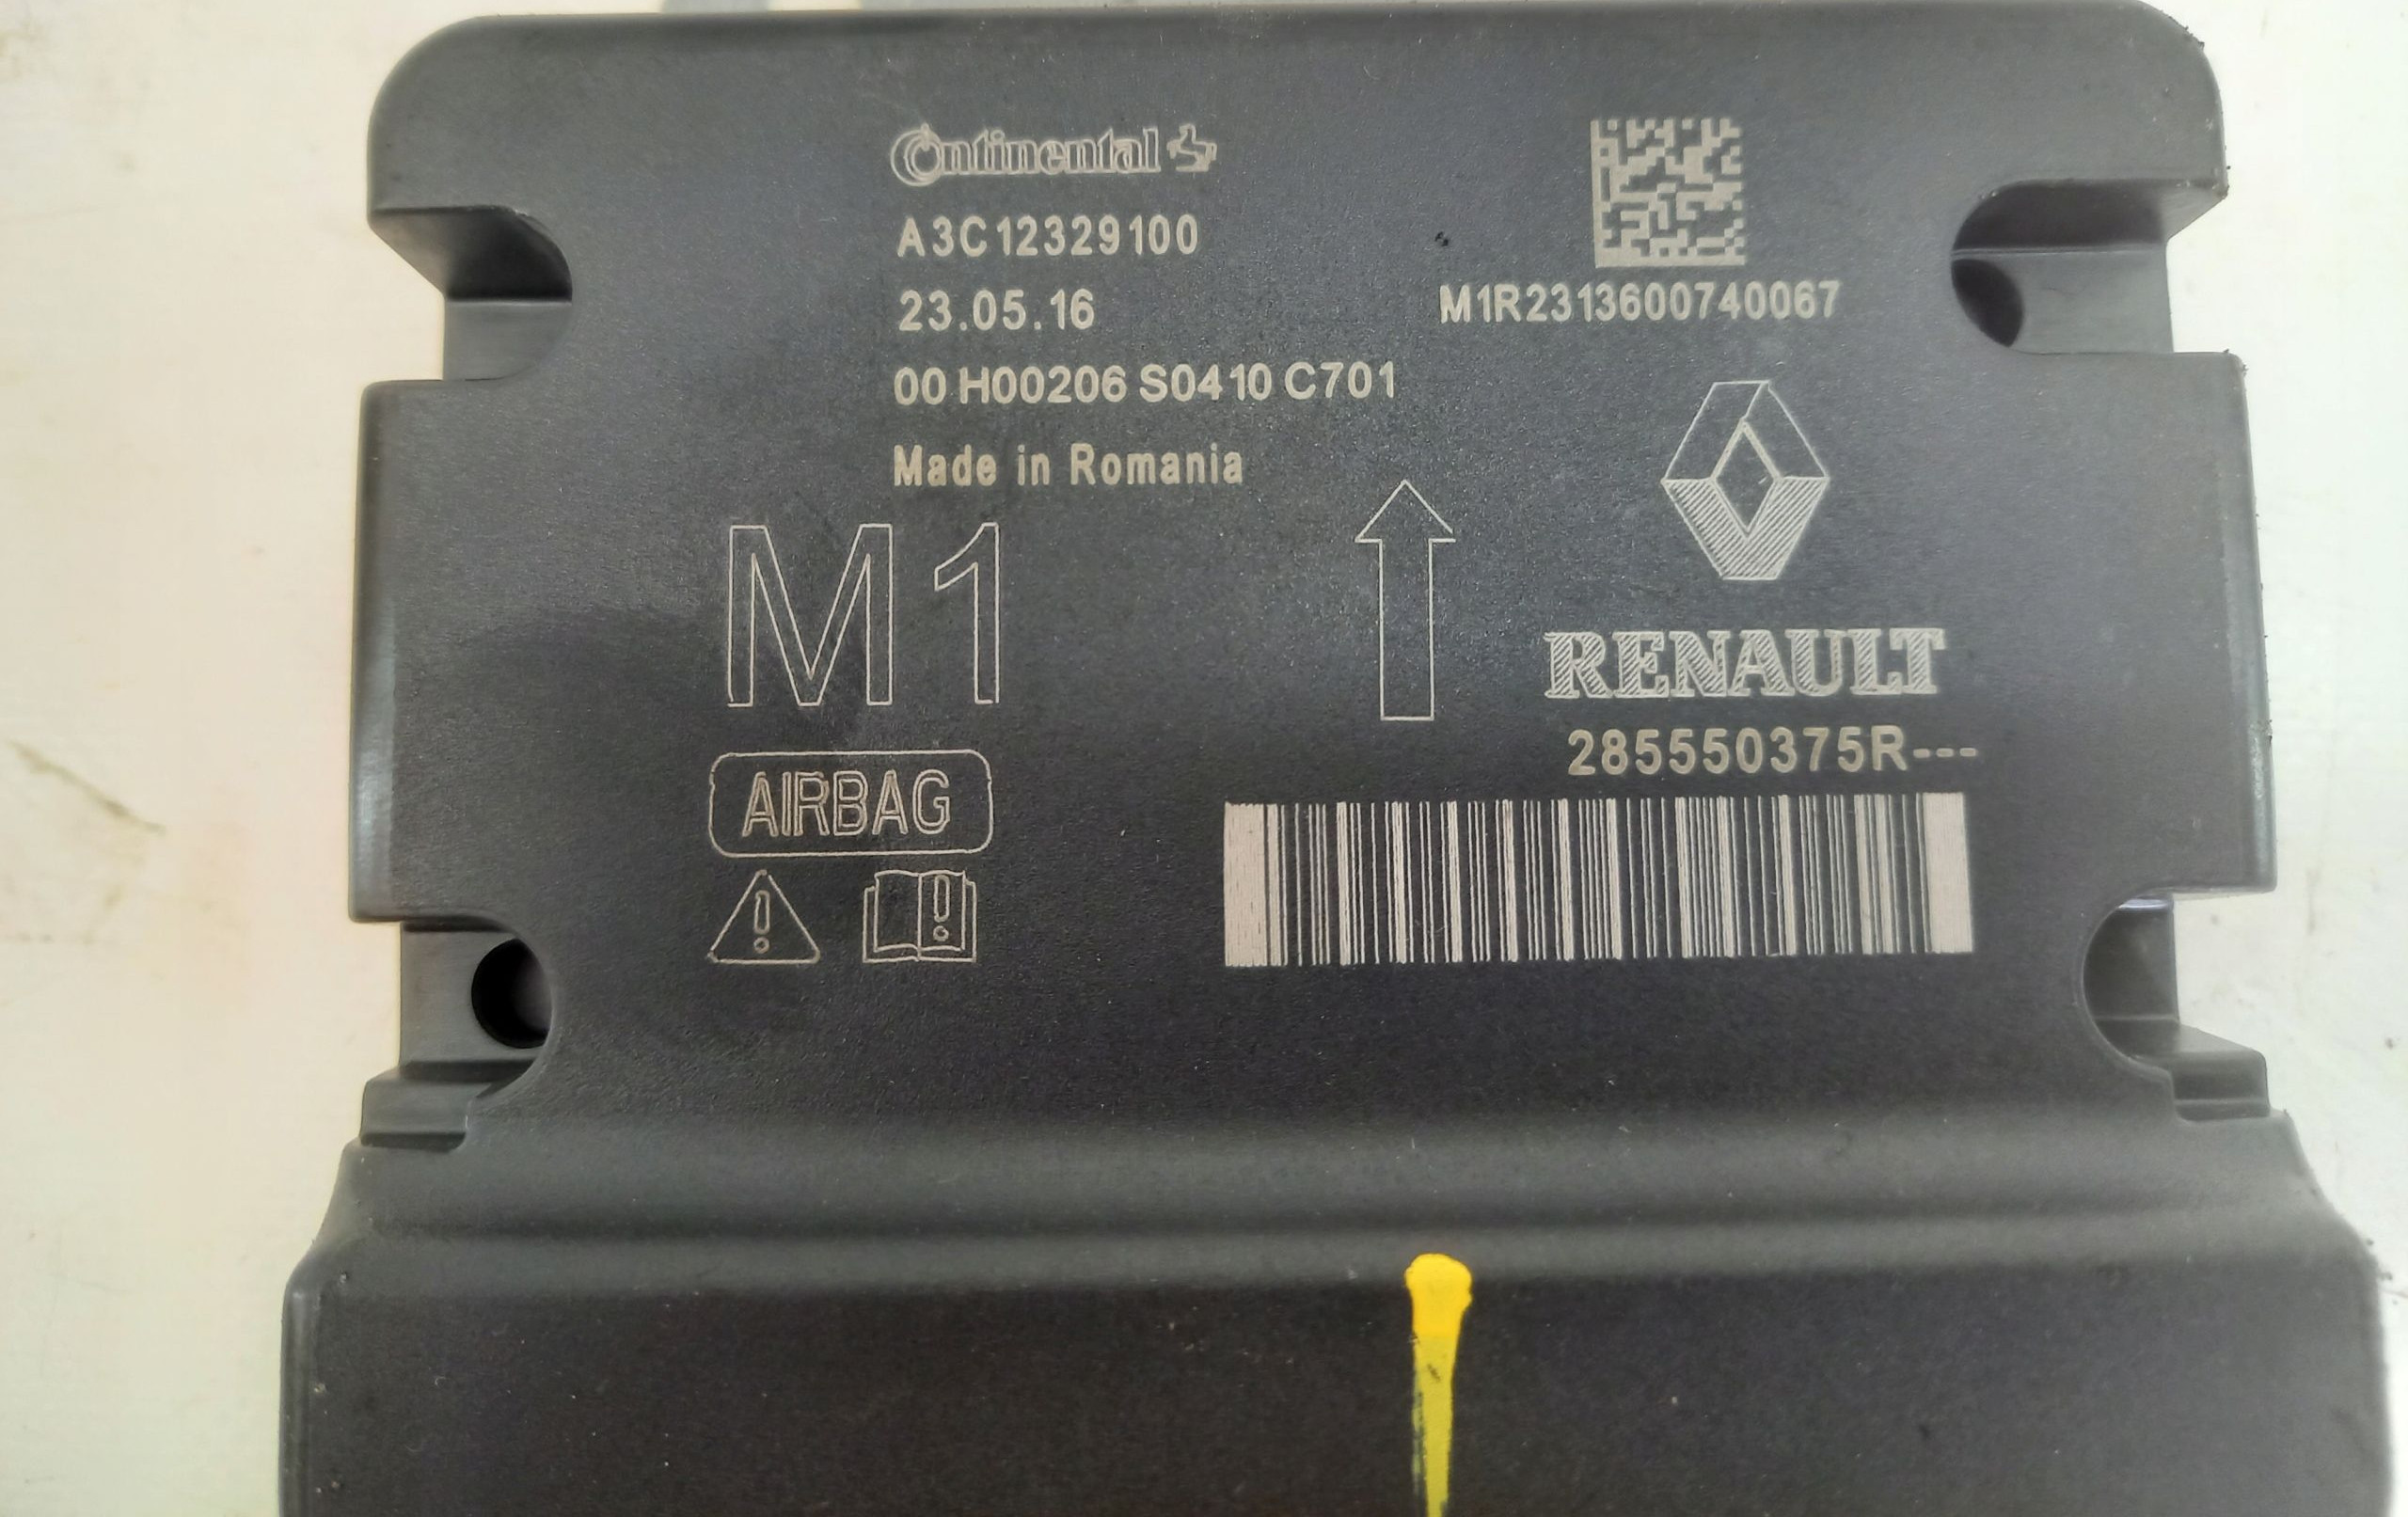 Continental
A3C12329100
23.05.16
M1R2313600740067
00 H00206 S0410 C701
Made in Romania
M1
RENAULT
285550375R---
AIRBAG